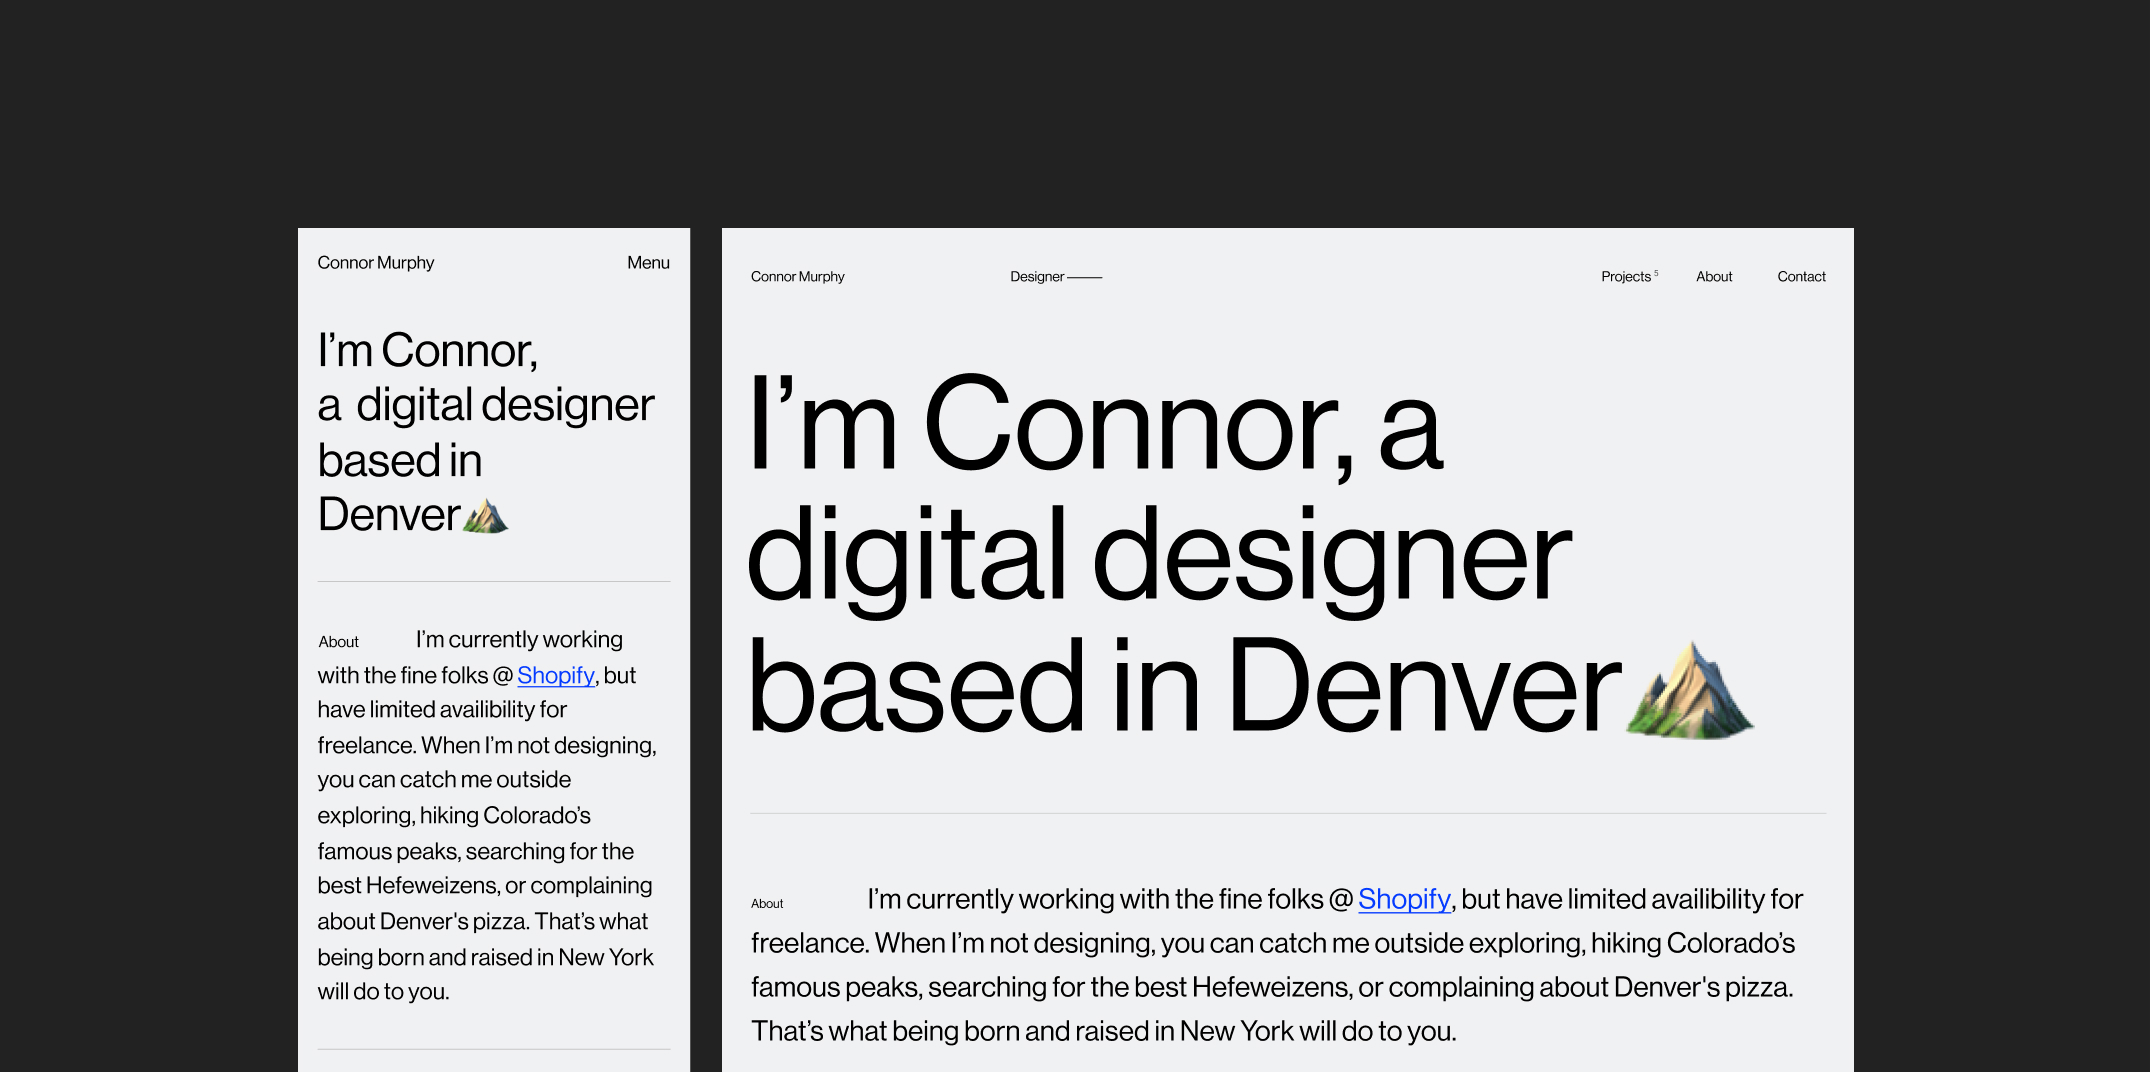 Connor Murphy
Menu
I’m Connor,
a  digital designer
based in
Denver
About
I’m currently working
with the fine folks @ Shopify, but
have limited availibility for
freelance. When I’m not designing,
you can catch me outside
exploring, hiking Colorado’s
famous peaks, searching for the
best Hefeweizens, or complaining
about Denver's pizza. That’s what
being born and raised in New York
will do to you.
Connor Murphy
Designer
Projects 5
About
Contact
I’m Connor, a
digital designer
based in Denver
About
I’m currently working with the fine folks @ Shopify, but have limited availibility for
freelance. When I’m not designing, you can catch me outside exploring, hiking Colorado’s
famous peaks, searching for the best Hefeweizens, or complaining about Denver's pizza.
That’s what being born and raised in New York will do to you.